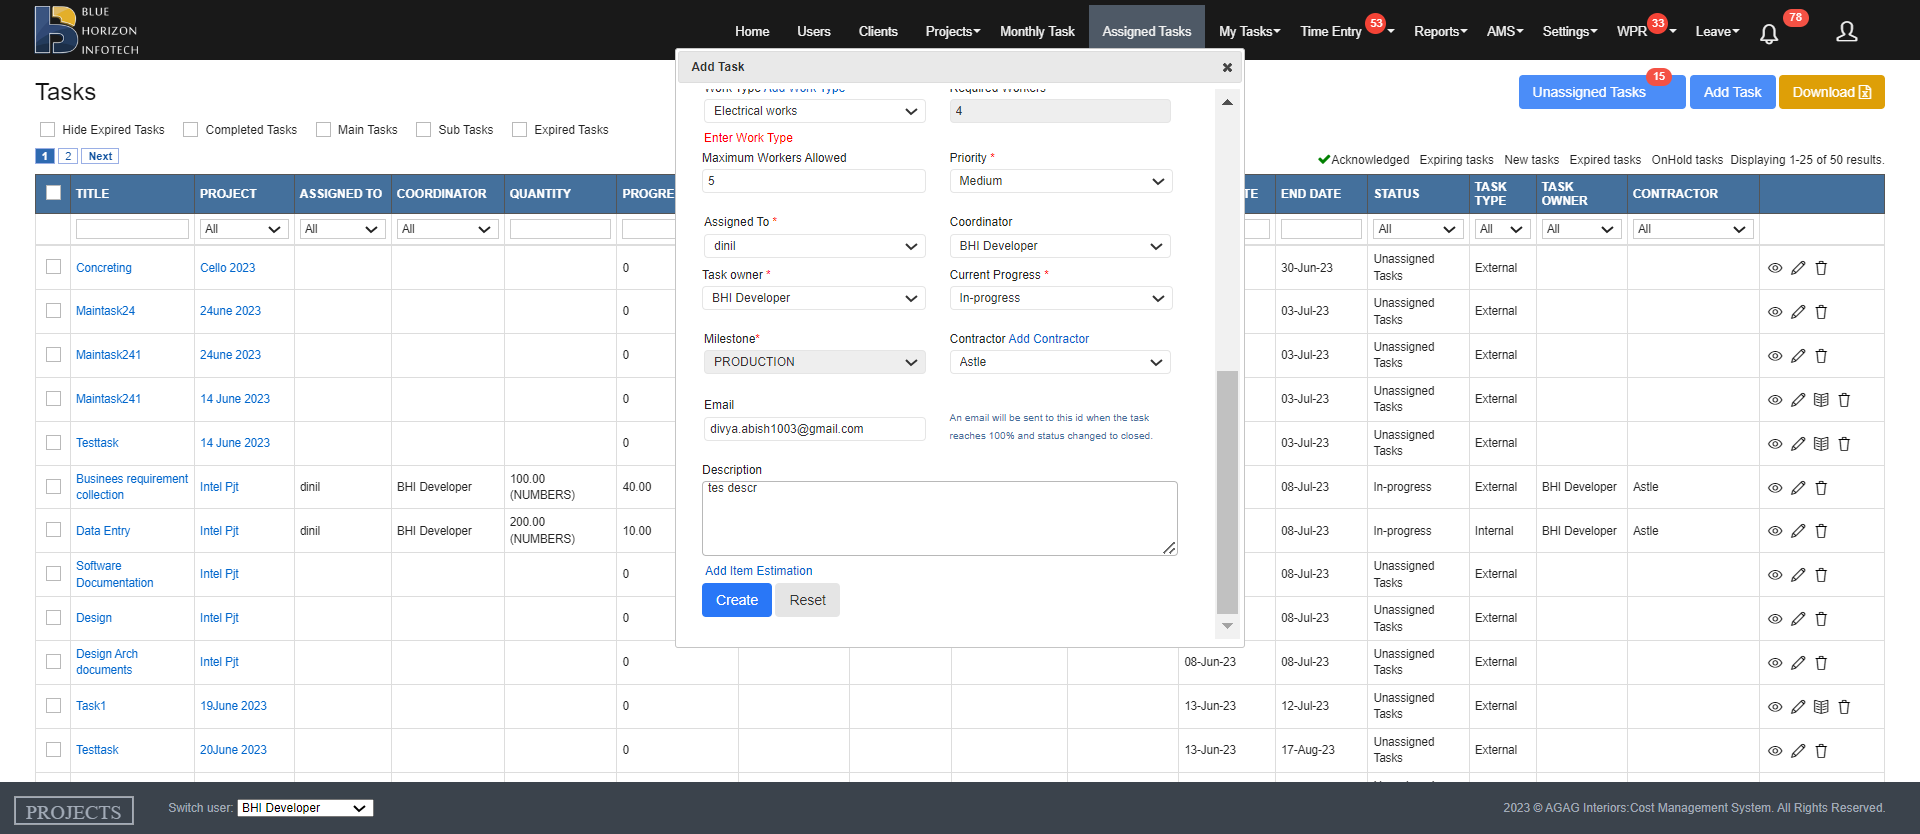 BLUE
HORIZON
INFOTECH
Home Users Clients Projects Monthly Task Assigned Tasks My Tasks Time Entry 53 Reports AMS Settings WPR 33 Leave 78
Tasks
Unassigned Tasks 15 Add Task Download
Hide Expired Tasks Completed Tasks Main Tasks Sub Tasks Expired Tasks
1 2 Next
Acknowledged Expiring tasks New tasks Expired tasks OnHold tasks Displaying 1-25 of 50 results.
Add Task
Work Type Add Work Type Required Workers
Electrical works 4
Enter Work Type
Maximum Workers Allowed Priority *
5 Medium
Assigned To * Coordinator
dinil BHI Developer
Task owner * Current Progress *
BHI Developer In-progress
Milestone* Contractor Add Contractor
PRODUCTION Astle
Email
divya.abish1003@gmail.com
An email will be sent to this id when the task
reaches 100% and status changed to closed.
Description
tes descr
Add Item Estimation
Create Reset
TITLE PROJECT ASSIGNED TO COORDINATOR QUANTITY PROGRE TE END DATE STATUS TASK TYPE TASK OWNER CONTRACTOR
All All All All All All All
Concreting Cello 2023 0 30-Jun-23 Unassigned Tasks External
Maintask24 24une 2023 0 03-Jul-23 Unassigned Tasks External
Maintask241 24une 2023 0 03-Jul-23 Unassigned Tasks External
Maintask241 14 June 2023 0 03-Jul-23 Unassigned Tasks External
Testtask 14 June 2023 0 03-Jul-23 Unassigned Tasks External
Businees requirement collection Intel Pjt dinil BHI Developer 100.00 (NUMBERS) 40.00 08-Jul-23 In-progress External BHI Developer Astle
Data Entry Intel Pjt dinil BHI Developer 200.00 (NUMBERS) 10.00 08-Jul-23 In-progress Internal BHI Developer Astle
Software Documentation Intel Pjt 0 08-Jul-23 Unassigned Tasks External
Design Intel Pjt 0 08-Jul-23 Unassigned Tasks External
Design Arch documents Intel Pjt 0 08-Jun-23 08-Jul-23 Unassigned Tasks External
Task1 19June 2023 0 13-Jun-23 12-Jul-23 Unassigned Tasks External
Testtask 20June 2023 0 13-Jun-23 17-Aug-23 Unassigned Tasks External
PROJECTS Switch user: BHI Developer 2023 © AGAG Interiors:Cost Management System. All Rights Reserved.